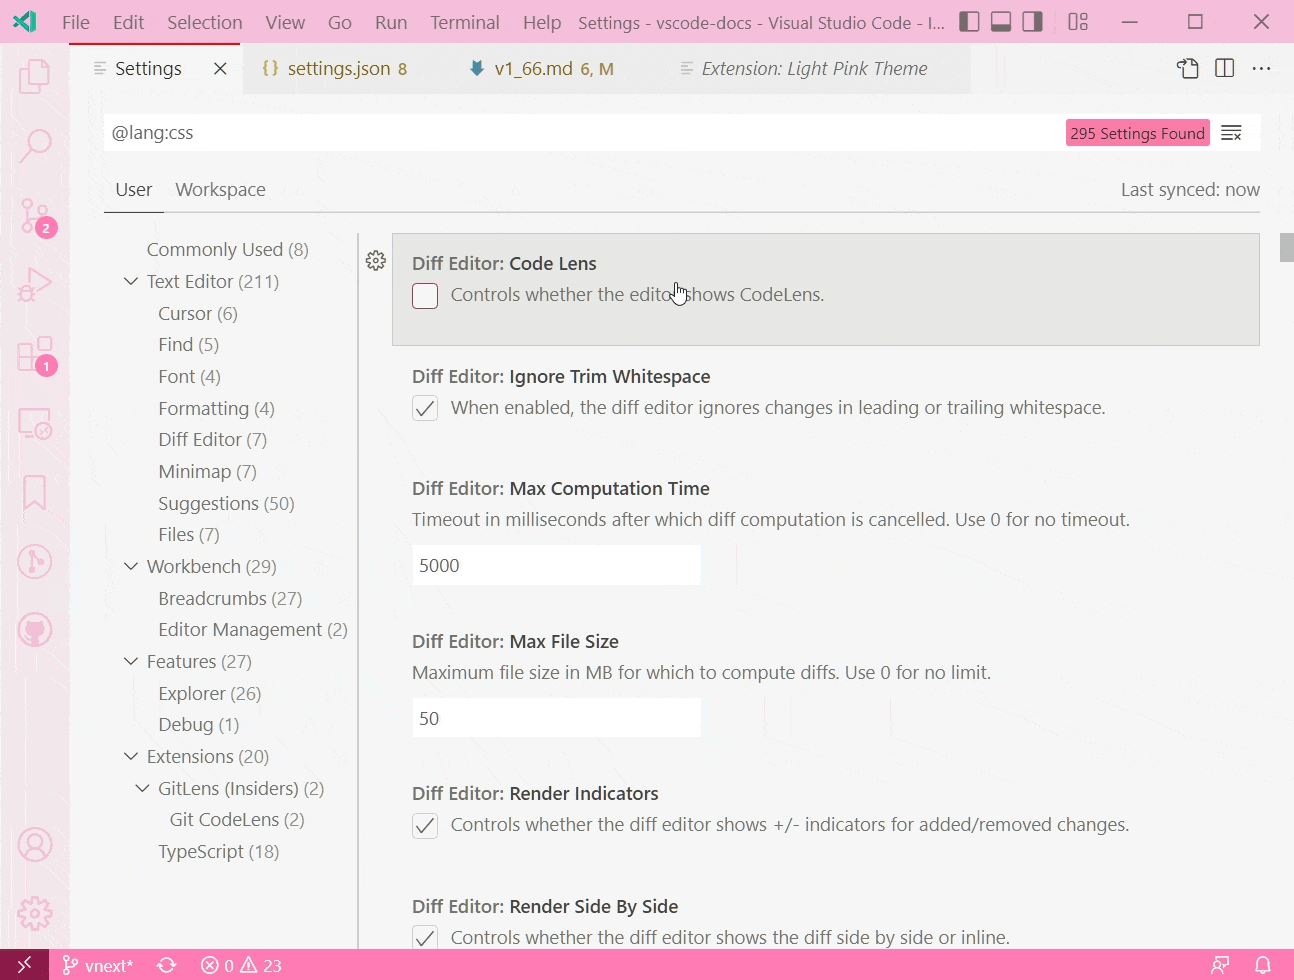 File Edit Selection View Go Run Terminal Help Settings - vscode-docs - Visual Studio Code - I...
Settings {} settings.json 8 v1_66.md 6, M Extension: Light Pink Theme
@lang:css 295 Settings Found
User Workspace Last synced: now
2
1
Commonly Used (8)
Text Editor (211)
Cursor (6)
Find (5)
Font (4)
Formatting (4)
Diff Editor (7)
Minimap (7)
Suggestions (50)
Files (7)
Workbench (29)
Breadcrumbs (27)
Editor Management (2)
Features (27)
Explorer (26)
Debug (1)
Extensions (20)
GitLens (Insiders) (2)
Git CodeLens (2)
TypeScript (18)
Diff Editor: Code Lens
Controls whether the editor shows CodeLens.
Diff Editor: Ignore Trim Whitespace
When enabled, the diff editor ignores changes in leading or trailing whitespace.
Diff Editor: Max Computation Time
Timeout in milliseconds after which diff computation is cancelled. Use 0 for no timeout.
5000
Diff Editor: Max File Size
Maximum file size in MB for which to compute diffs. Use 0 for no limit.
50
Diff Editor: Render Indicators
Controls whether the diff editor shows +/- indicators for added/removed changes.
Diff Editor: Render Side By Side
Controls whether the diff editor shows the diff side by side or inline.
vnext* 0 23